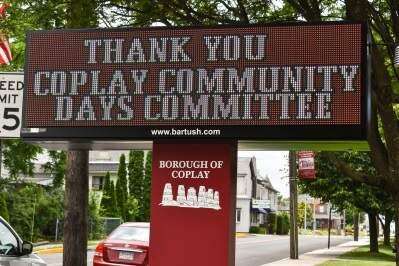 THANK YOU
COPLAY COMMUNITY
DAYS COMMITTEE
www.bartush.com
BOROUGH OF
COPLAY